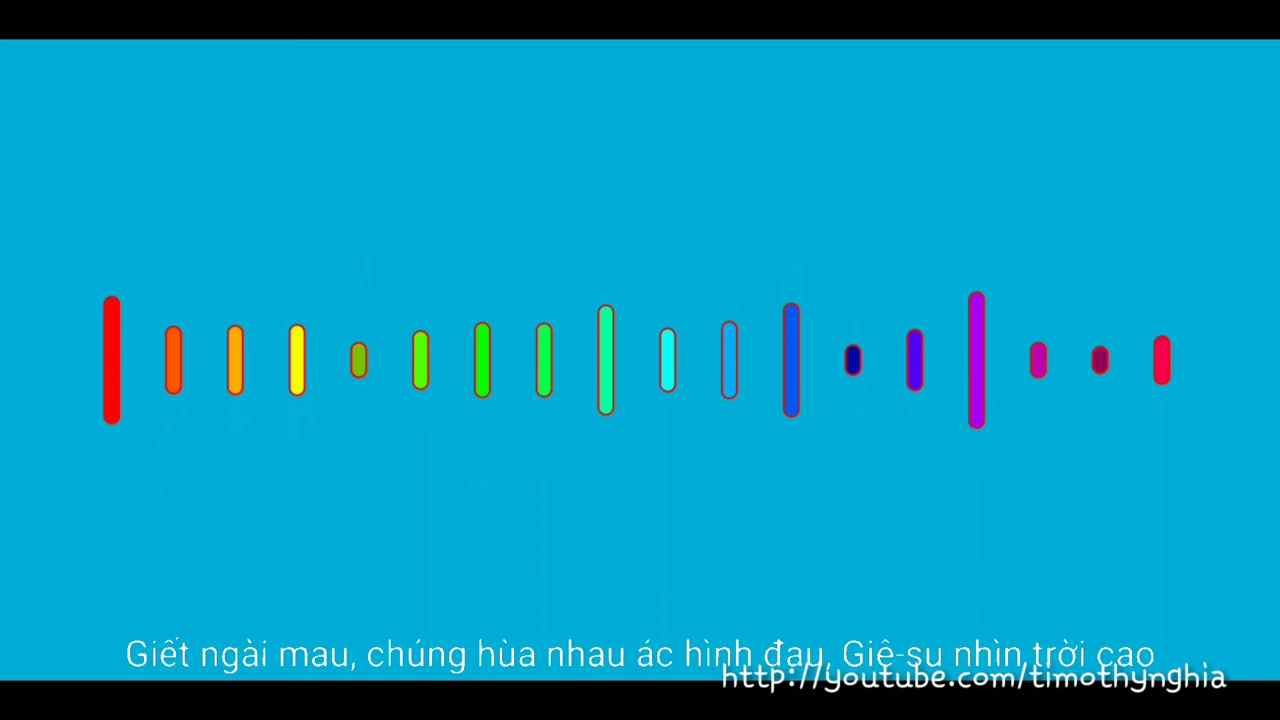 Giết ngài mau, chúng hùa nhau ác hình đau, Giê-su nhìn trời cao
http://youtube.com/timothynghia